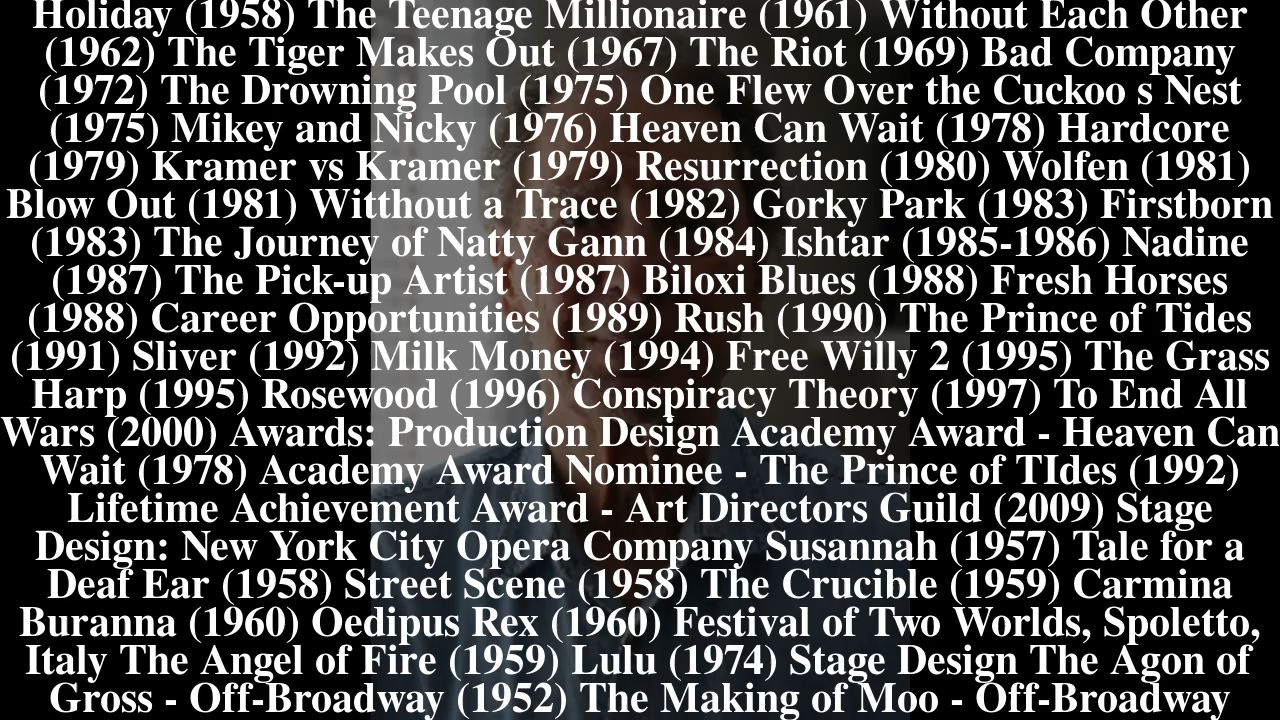 Holiday (1958) The Teenage Millionaire (1961) Without Each Other
(1962) The Tiger Makes Out (1967) The Riot (1969) Bad Company
(1972) The Drowning Pool (1975) One Flew Over the Cuckoo s Nest
(1975) Mikey and Nicky (1976) Heaven Can Wait (1978) Hardcore
(1979) Kramer vs Kramer (1979) Resurrection (1980) Wolfen (1981)
Blow Out (1981) Witthout a Trace (1982) Gorky Park (1983) Firstborn
(1983) The Journey of Natty Gann (1984) Ishtar (1985-1986) Nadine
(1987) The Pick-up Artist (1987) Biloxi Blues (1988) Fresh Horses
(1988) Career Opportunities (1989) Rush (1990) The Prince of Tides
(1991) Sliver (1992) Milk Money (1994) Free Willy 2 (1995) The Grass
Harp (1995) Rosewood (1996) Conspiracy Theory (1997) To End All
Wars (2000) Awards: Production Design Academy Award - Heaven Can
Wait (1978) Academy Award Nominee - The Prince of TIdes (1992)
Lifetime Achievement Award - Art Directors Guild (2009) Stage
Design: New York City Opera Company Susannah (1957) Tale for a
Deaf Ear (1958) Street Scene (1958) The Crucible (1959) Carmina
Buranna (1960) Oedipus Rex (1960) Festival of Two Worlds, Spoletto,
Italy The Angel of Fire (1959) Lulu (1974) Stage Design The Agon of
Gross - Off-Broadway (1952) The Making of Moo - Off-Broadway